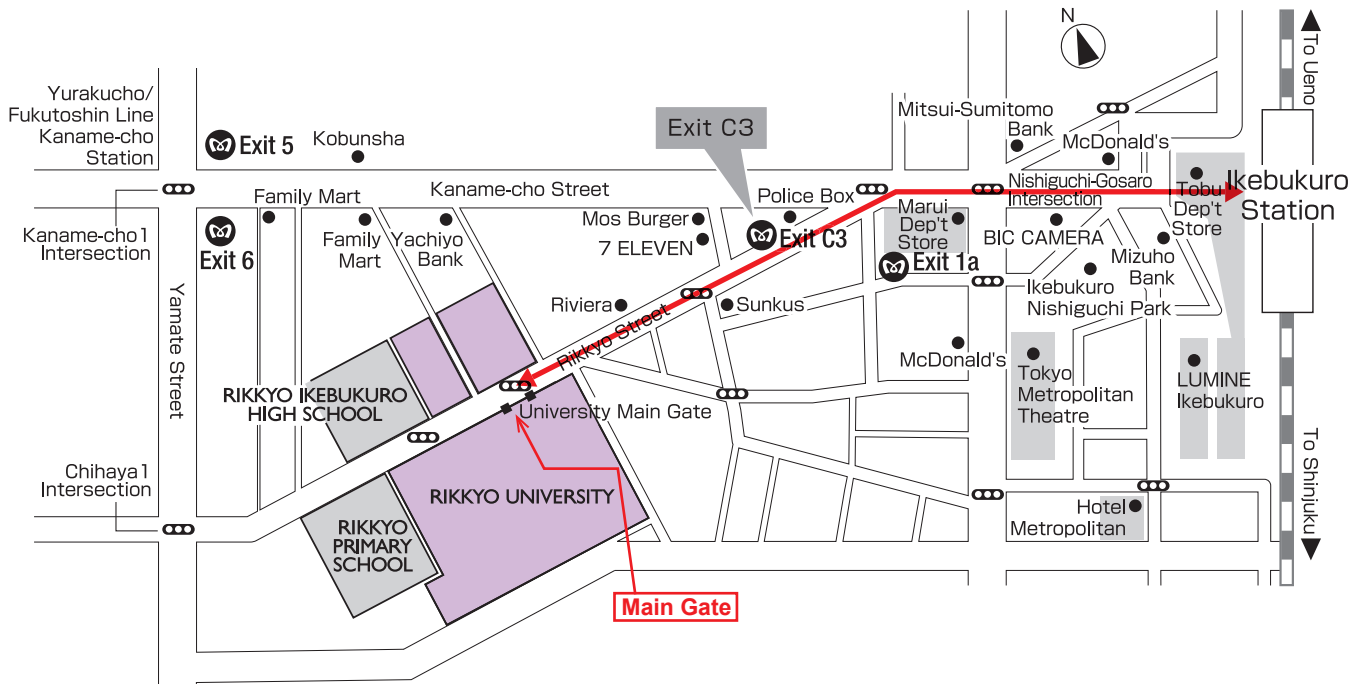 N
To Ueno
Yurakucho/
Fukutoshin Line
Kaname-cho
Station
Exit 5
Kobunsha
Exit C3
Mitsui-Sumitomo
Bank
McDonald's
Family Mart
Kaname-cho Street
Police Box
Nishiguchi-Gosaro
Intersection
Tobu
Dep't
Store
Ikebukuro
Station
Kaname-cho1
Intersection
Exit 6
Family
Mart
Yachiyo
Bank
Mos Burger
7 ELEVEN
Exit C3
Marui
Dep't
Store
Exit 1a
BIC CAMERA
Mizuho
Bank
Ikebukuro
Nishiguchi Park
Yamate Street
Riviera
Rikkyo Street
Sunkus
McDonald's
Tokyo
Metropolitan
Theatre
LUMINE
Ikebukuro
RIKKYO IKEBUKURO
HIGH SCHOOL
University Main Gate
Chihaya1
Intersection
RIKKYO UNIVERSITY
RIKKYO
PRIMARY
SCHOOL
Hotel
Metropolitan
To Shinjuku
Main Gate